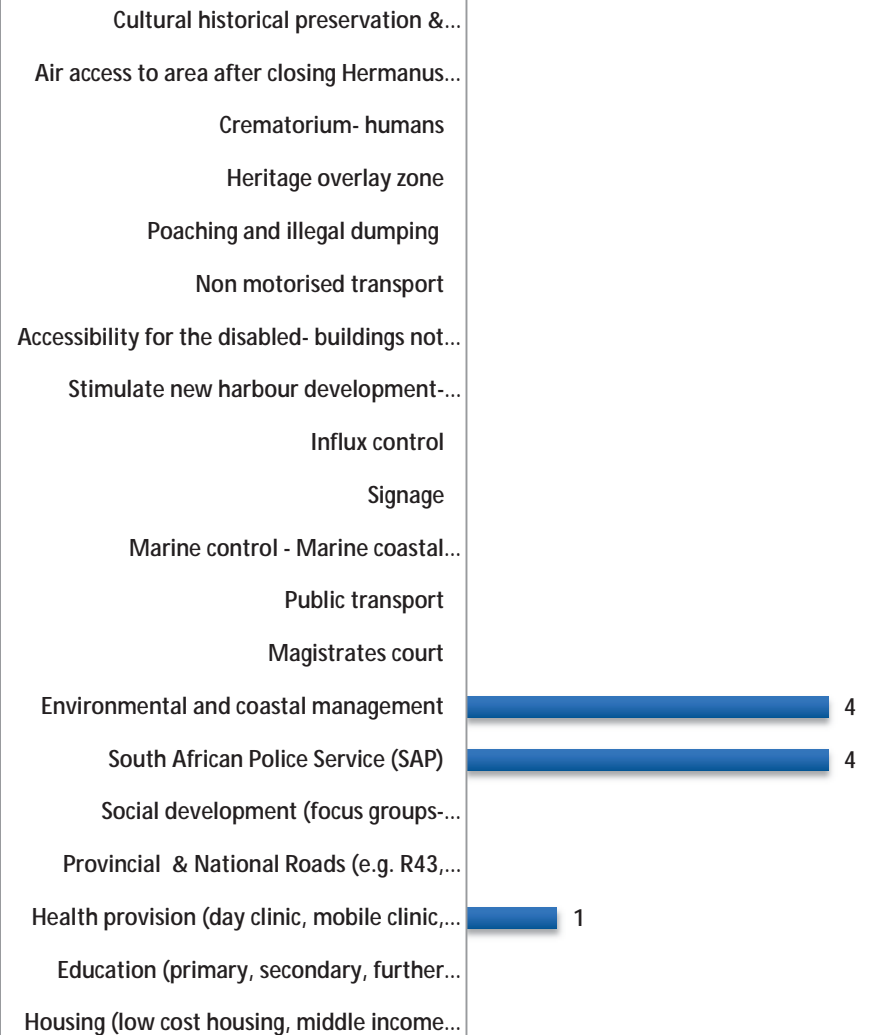 Cultural historical preservation &...
Air access to area after closing Hermanus...
Crematorium- humans
Heritage overlay zone
Poaching and illegal dumping
Non motorised transport
Accessibility for the disabled- buildings not...
Stimulate new harbour development-...
Influx control
Signage
Marine control - Marine coastal...
Public transport
Magistrates court
Environmental and coastal management 4
South African Police Service (SAP) 4
Social development (focus groups-...
Provincial & National Roads (e.g. R43,...
Health provision (day clinic, mobile clinic,... 1
Education (primary, secondary, further...
Housing (low cost housing, middle income...